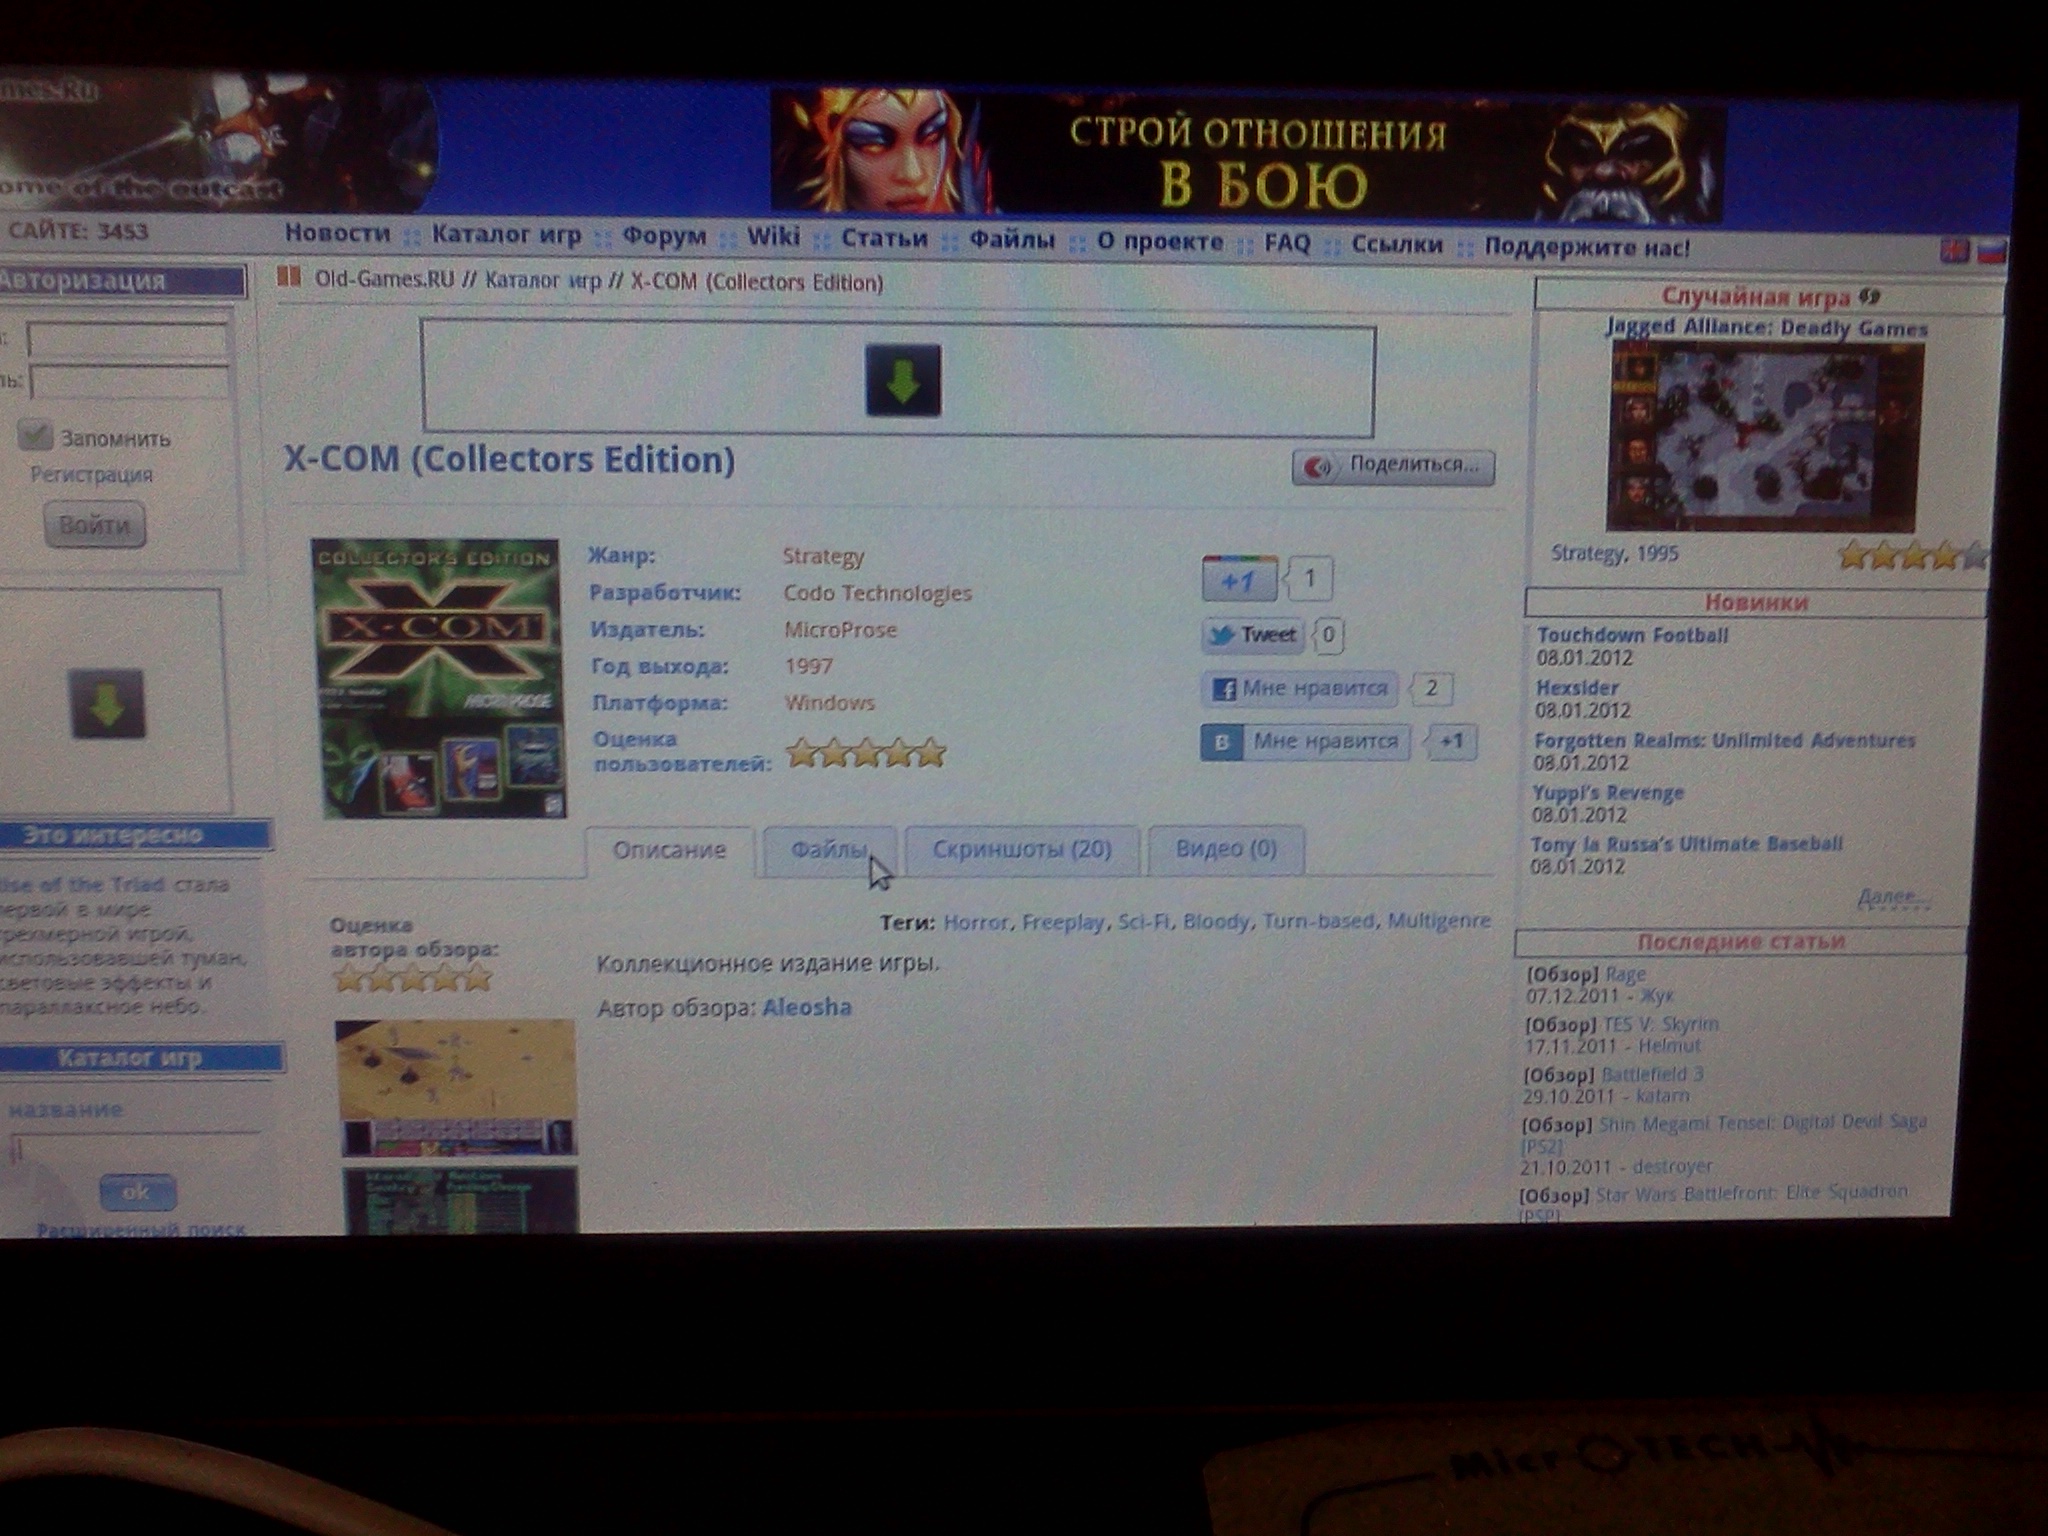 mes.Ru
ome of the outcast
СТРОЙ ОТНОШЕНИЯ
В БОЮ
САЙТЕ: 3453
Новости :: Каталог игр :: Форум :: Wiki :: Статьи :: Файлы :: О проекте :: FAQ :: Ссылки :: Поддержите нас!
Авторизация
ль:
Запомнить
Регистрация
Войти
Это интересно
Rise of the Triad стала
первой в мире
трехмерной игрой,
использовавшей туман,
световые эффекты и
параллаксное небо.
Каталог игр
название
ok
Расширенный поиск
Old-Games.RU // Каталог игр // X-COM (Collectors Edition)
X-COM (Collectors Edition)
Поделиться...
COLLECTOR'S EDITION
X-COM
MICROPROSE
Жанр: Strategy
Разработчик: Codo Technologies
Издатель: MicroProse
Год выхода: 1997
Платформа: Windows
Оценка
пользователей:
+1 1
Tweet 0
Мне нравится 2
В Мне нравится +1
Описание Файлы Скриншоты (20) Видео (0)
Оценка
автора обзора:
Теги: Horror, Freeplay, Sci-Fi, Bloody, Turn-based, Multigenre
Коллекционное издание игры.
Автор обзора: Aleosha
Случайная игра
Jagged Alliance: Deadly Games
Strategy, 1995
Новинки
Touchdown Football
08.01.2012
Hexsider
08.01.2012
Forgotten Realms: Unlimited Adventures
08.01.2012
Yuppi's Revenge
08.01.2012
Tony la Russa's Ultimate Baseball
08.01.2012
Далее...
Последние статьи
[Обзор] Rage
07.12.2011 - Жук
[Обзор] TES V: Skyrim
17.11.2011 - Helmut
[Обзор] Battlefield 3
29.10.2011 - katarn
[Обзор] Shin Megami Tensei: Digital Devil Saga
[PS2]
21.10.2011 - destroyer
[Обзор] Star Wars Battlefront: Elite Squadron
[PSP]
MicrOTECH